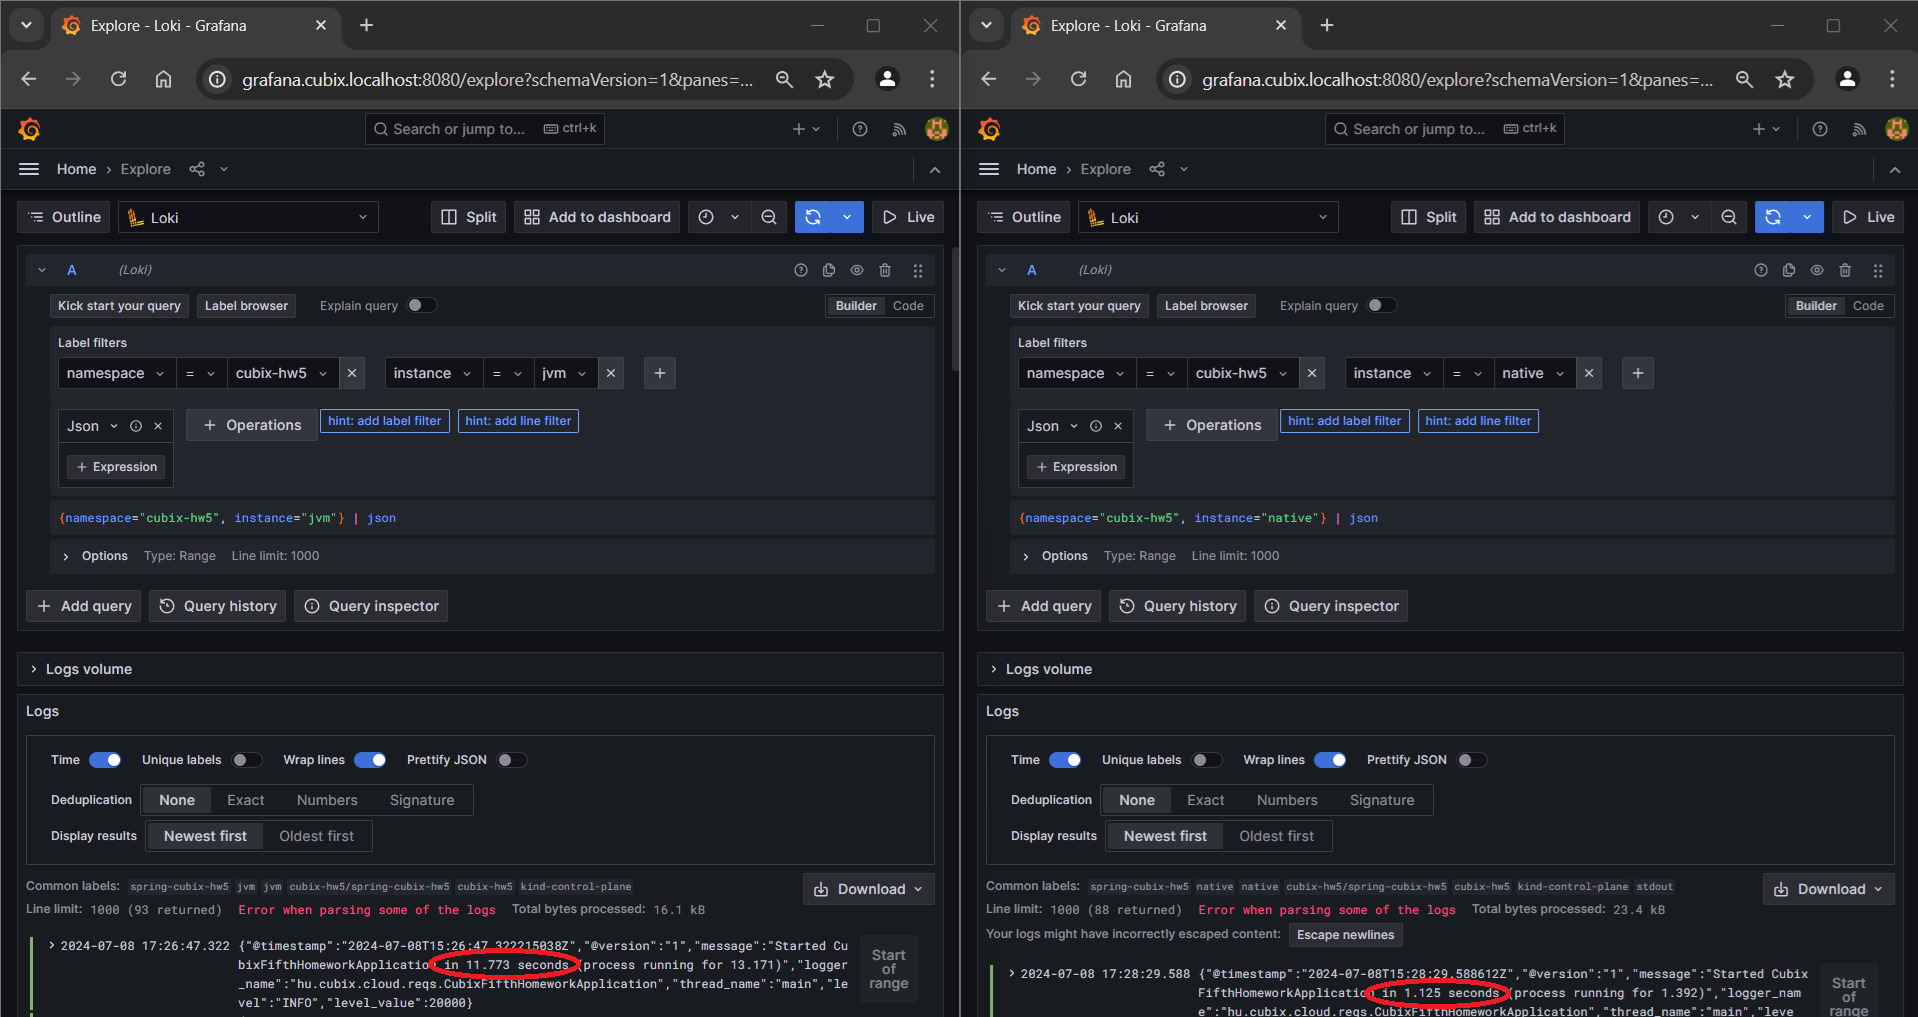 Explore - Loki - Grafana
grafana.cubix.localhost:8080/explore?schemaVersion=1&panes=...
Search or jump to... ctrl+k
Home › Explore
Outline Loki Split Add to dashboard Live
A (Loki)
Kick start your query Label browser Explain query Builder Code
Label filters
namespace = cubix-hw5 instance = jvm
Json + Operations hint: add label filter hint: add line filter
+ Expression
{namespace="cubix-hw5", instance="jvm"} | json
Options Type: Range Line limit: 1000
+ Add query Query history Query inspector
Logs volume
Logs
Time Unique labels Wrap lines Prettify JSON
Deduplication None Exact Numbers Signature
Display results Newest first Oldest first
Common labels: spring-cubix-hw5 jvm jvm cubix-hw5/spring-cubix-hw5 cubix-hw5 kind-control-plane
Download
Line limit: 1000 (93 returned) Error when parsing some of the logs Total bytes processed: 16.1 kB
2024-07-08 17:26:47.322 {"@timestamp":"2024-07-08T15:26:47.322215038Z","@version":"1","message":"Started Cu
bixFifthHomeworkApplication in 11.773 seconds (process running for 13.171)","logger
_name":"hu.cubix.cloud.reqs.CubixFifthHomeworkApplication","thread_name":"main","le
vel":"INFO","level_value":20000}
Start
of
range
Explore - Loki - Grafana
grafana.cubix.localhost:8080/explore?schemaVersion=1&panes=...
Search or jump to... ctrl+k
Home › Explore
Outline Loki Split Add to dashboard Live
A (Loki)
Kick start your query Label browser Explain query Builder Code
Label filters
namespace = cubix-hw5 instance = native
Json + Operations hint: add label filter hint: add line filter
+ Expression
{namespace="cubix-hw5", instance="native"} | json
Options Type: Range Line limit: 1000
+ Add query Query history Query inspector
Logs volume
Logs
Time Unique labels Wrap lines Prettify JSON
Deduplication None Exact Numbers Signature
Display results Newest first Oldest first
Common labels: spring-cubix-hw5 native native cubix-hw5/spring-cubix-hw5 cubix-hw5 kind-control-plane stdout
Download
Line limit: 1000 (88 returned) Error when parsing some of the logs Total bytes processed: 23.4 kB
Your logs might have incorrectly escaped content: Escape newlines
2024-07-08 17:28:29.588 {"@timestamp":"2024-07-08T15:28:29.588612Z","@version":"1","message":"Started Cubix
FifthHomeworkApplication in 1.125 seconds (process running for 1.392)","logger_nam
e":"hu.cubix.cloud.reqs.CubixFifthHomeworkApplication","thread_name":"main","leve
Start
of
range